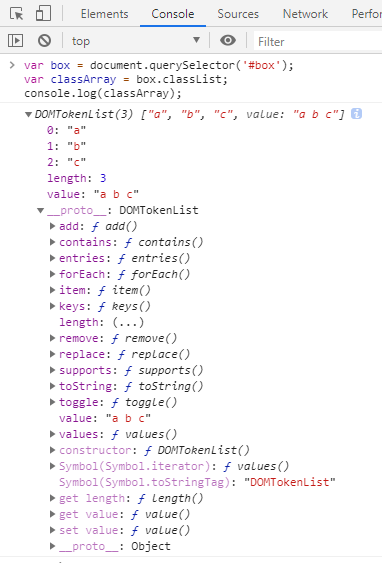 Elements Console Sources Network Perform
top Filter
> var box = document.querySelector('#box');
var classArray = box.classList;
console.log(classArray);
▼DOMTokenList(3) ["a", "b", "c", value: "a b c"] i
0: "a"
1: "b"
2: "c"
length: 3
value: "a b c"
▼__proto__: DOMTokenList
▶add: ƒ add()
▶contains: ƒ contains()
▶entries: ƒ entries()
▶forEach: ƒ forEach()
▶item: ƒ item()
▶keys: ƒ keys()
length: (...)
▶remove: ƒ remove()
▶replace: ƒ replace()
▶supports: ƒ supports()
▶toString: ƒ toString()
▶toggle: ƒ toggle()
value: "a b c"
▶values: ƒ values()
▶constructor: ƒ DOMTokenList()
▶Symbol(Symbol.iterator): ƒ values()
Symbol(Symbol.toStringTag): "DOMTokenList"
▶get length: ƒ length()
▶get value: ƒ value()
▶set value: ƒ value()
▶__proto__: Object